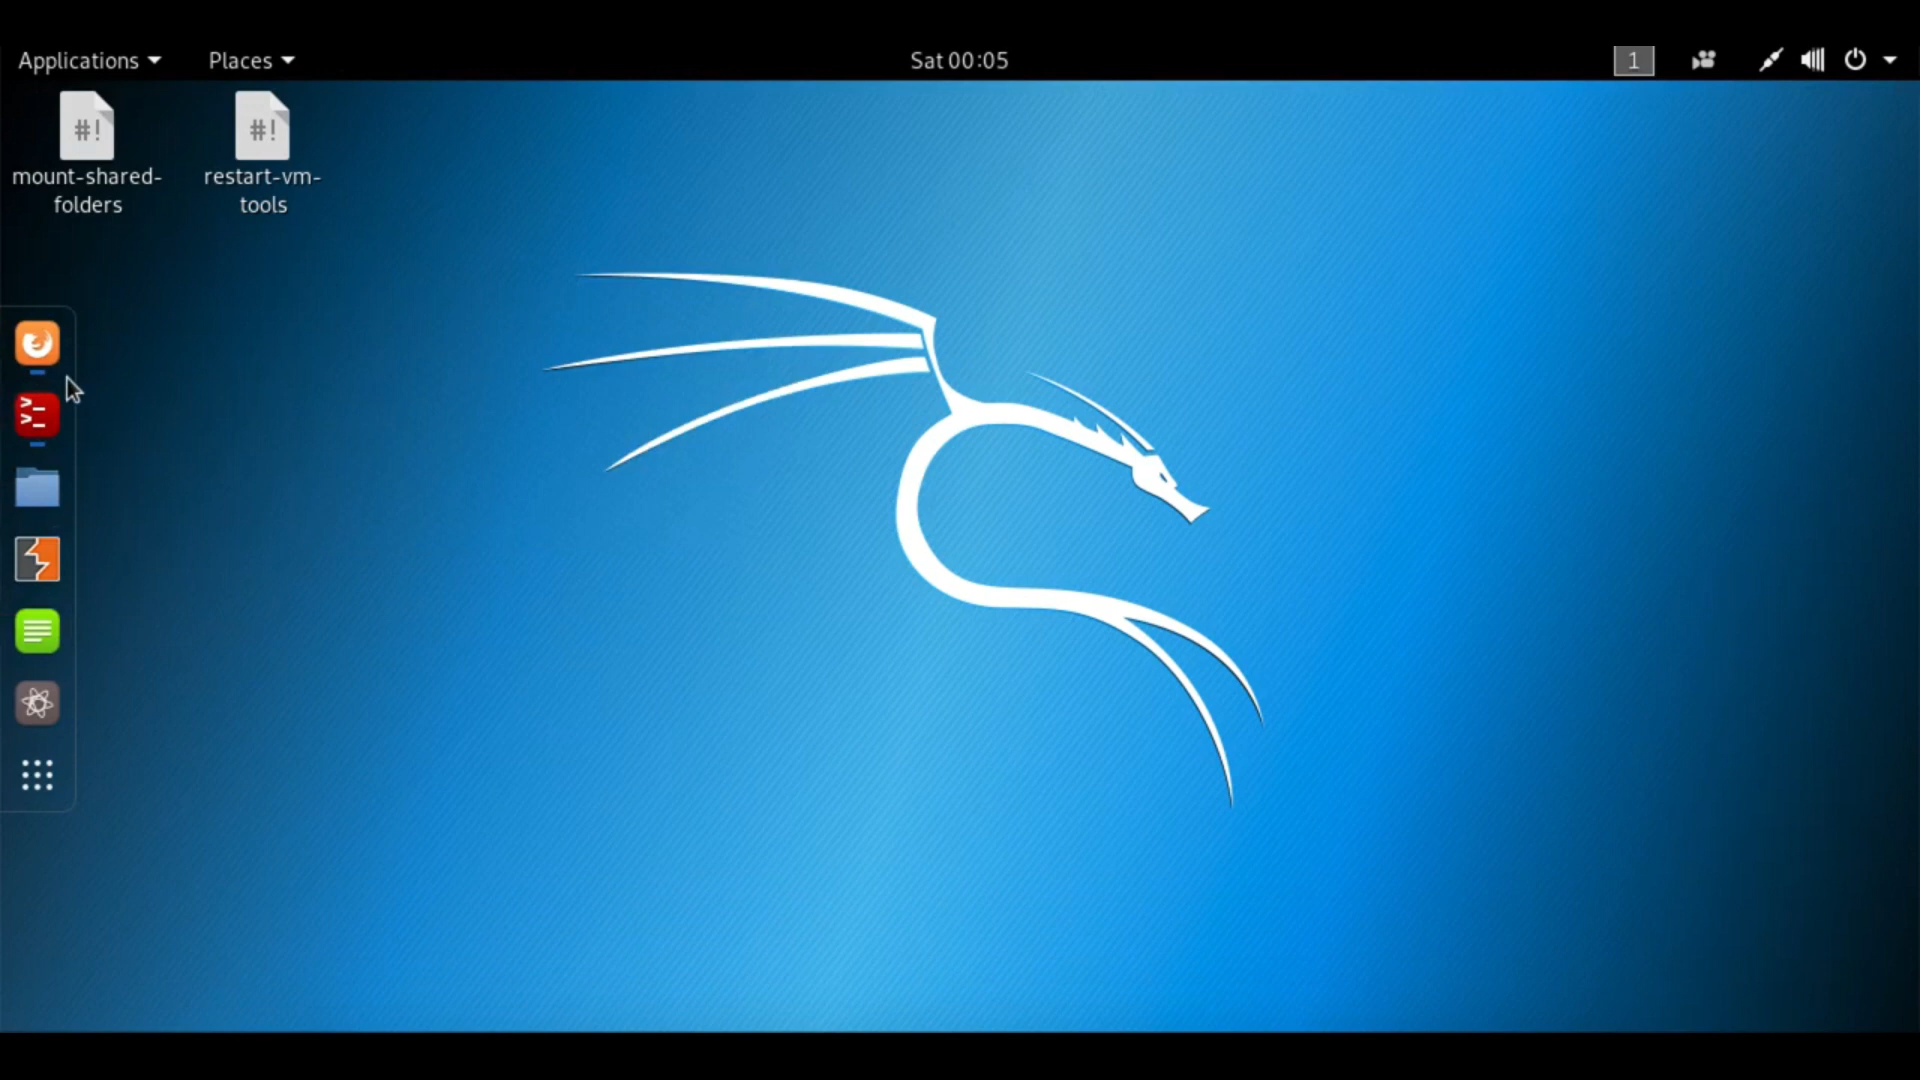 Applications Places Sat 00:05 1
#! #!
mount-shared-
folders
restart-vm-
tools